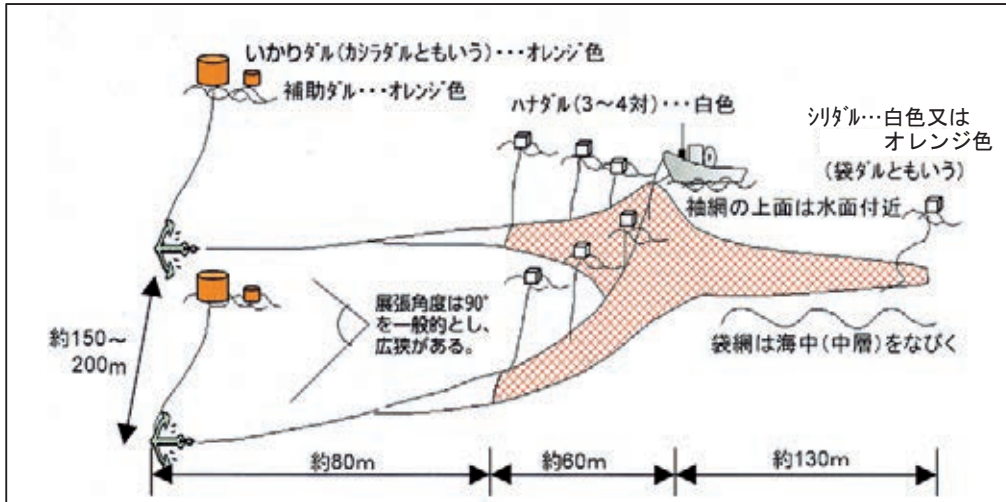 いかりダル(カシラダルともいう)･･･オレンジ色
補助ダル･･･オレンジ色
ハナダル(3～4対)･･･白色
シリダル…白色又は
オレンジ色
(袋ダルともいう)
袖網の上面は水面付近
展張角度は90°
を一般的とし、
広狭がある。
約150～
200m
袋網は海中(中層)をなびく
約80m
約60m
約130m